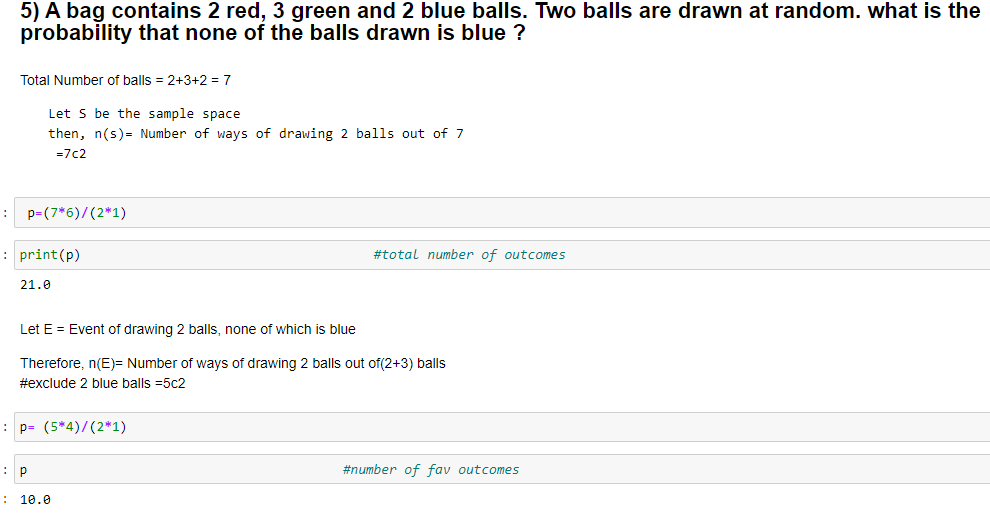 5) A bag contains 2 red, 3 green and 2 blue balls. Two balls are drawn at random. what is the
probability that none of the balls drawn is blue ?
Total Number of balls = 2+3+2 = 7
Let S be the sample space
then, n(s)= Number of ways of drawing 2 balls out of 7
=7c2
: p=(7*6)/(2*1)
: print(p) #total number of outcomes
21.0
Let E = Event of drawing 2 balls, none of which is blue
Therefore, n(E)= Number of ways of drawing 2 balls out of(2+3) balls
#exclude 2 blue balls =5c2
: p= (5*4)/(2*1)
: p #number of fav outcomes
: 10.0